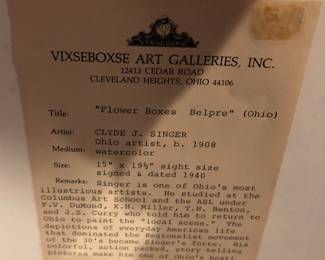 VIXSEBOXSE ART GALLERIES, INC.
12413 CEDAR ROAD
CLEVELAND HEIGHTS, OHIO 44106
Title: "Flower Boxes Belpre" (Ohio)
Artist: CLYDE J. SINGER
Ohio artist, b. 1908
Medium: watercolor
Size: 15" x 19½" sight size
signed & dated 1940
Remarks: Singer is one of Ohio's most
illustrious artists. He studied at the
Columbus Art School and the ASL under
F.V. DuMOND, K.H. Miller, T.H. Benton,
and J.S. Curry who told him to return to
Ohio to paint the "local scene." The
depictions of everyday American life
that dominated the Regionalist movement
of the 30's became Singer's forte. His
colorful, action packed, story telling
pictures make him one of Ohio's best